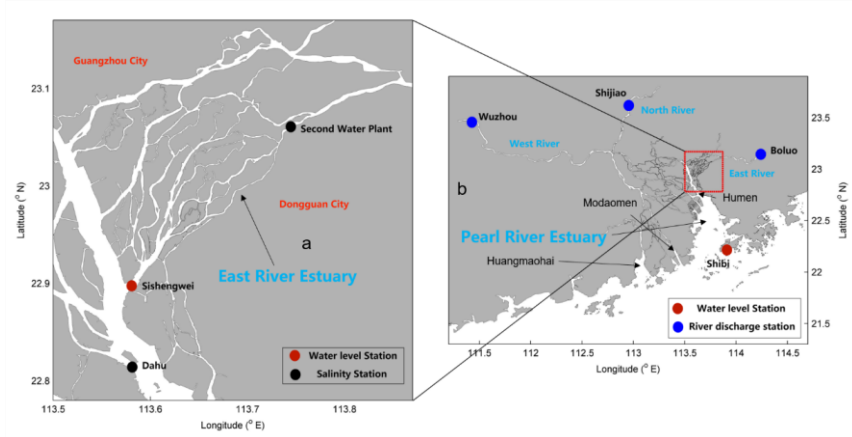 Guangzhou City
Second Water Plant
Dongguan City
a
East River Estuary
Sishengwei
Dahu
Water level Station
Salinity Station
23.1
23
22.9
22.8
Latitude (° N)
113.5
113.6
113.7
113.8
Longitude (° E)
Shijiao
North River
Wuzhou
West River
Boluo
East River
b
Humen
Modaomen
Pearl River Estuary
Huangmaohai
Shibi
Water level Station
River discharge station
23.5
23
22.5
22
21.5
Latitude (° N)
111.5
112
112.5
113
113.5
114
114.5
Longitude (° E)